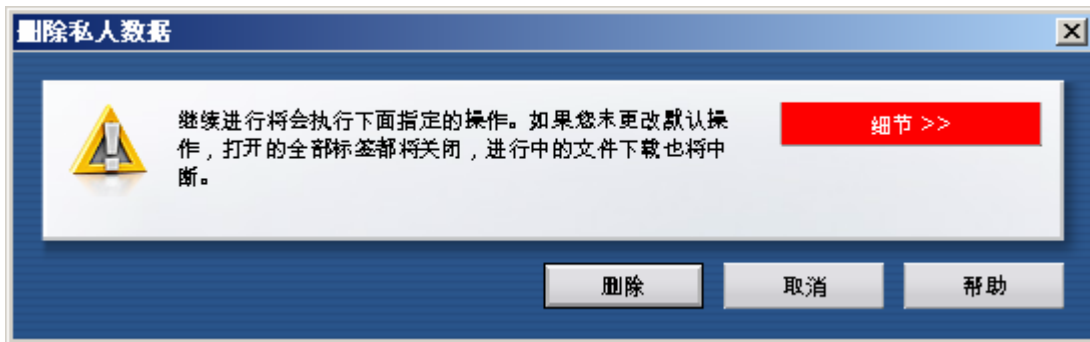 删除私人数据
继续进行将会执行下面指定的操作。如果您未更改默认操
作，打开的全部标签都将关闭，进行中的文件下载也将中
断。
细节 >>
删除
取消
帮助